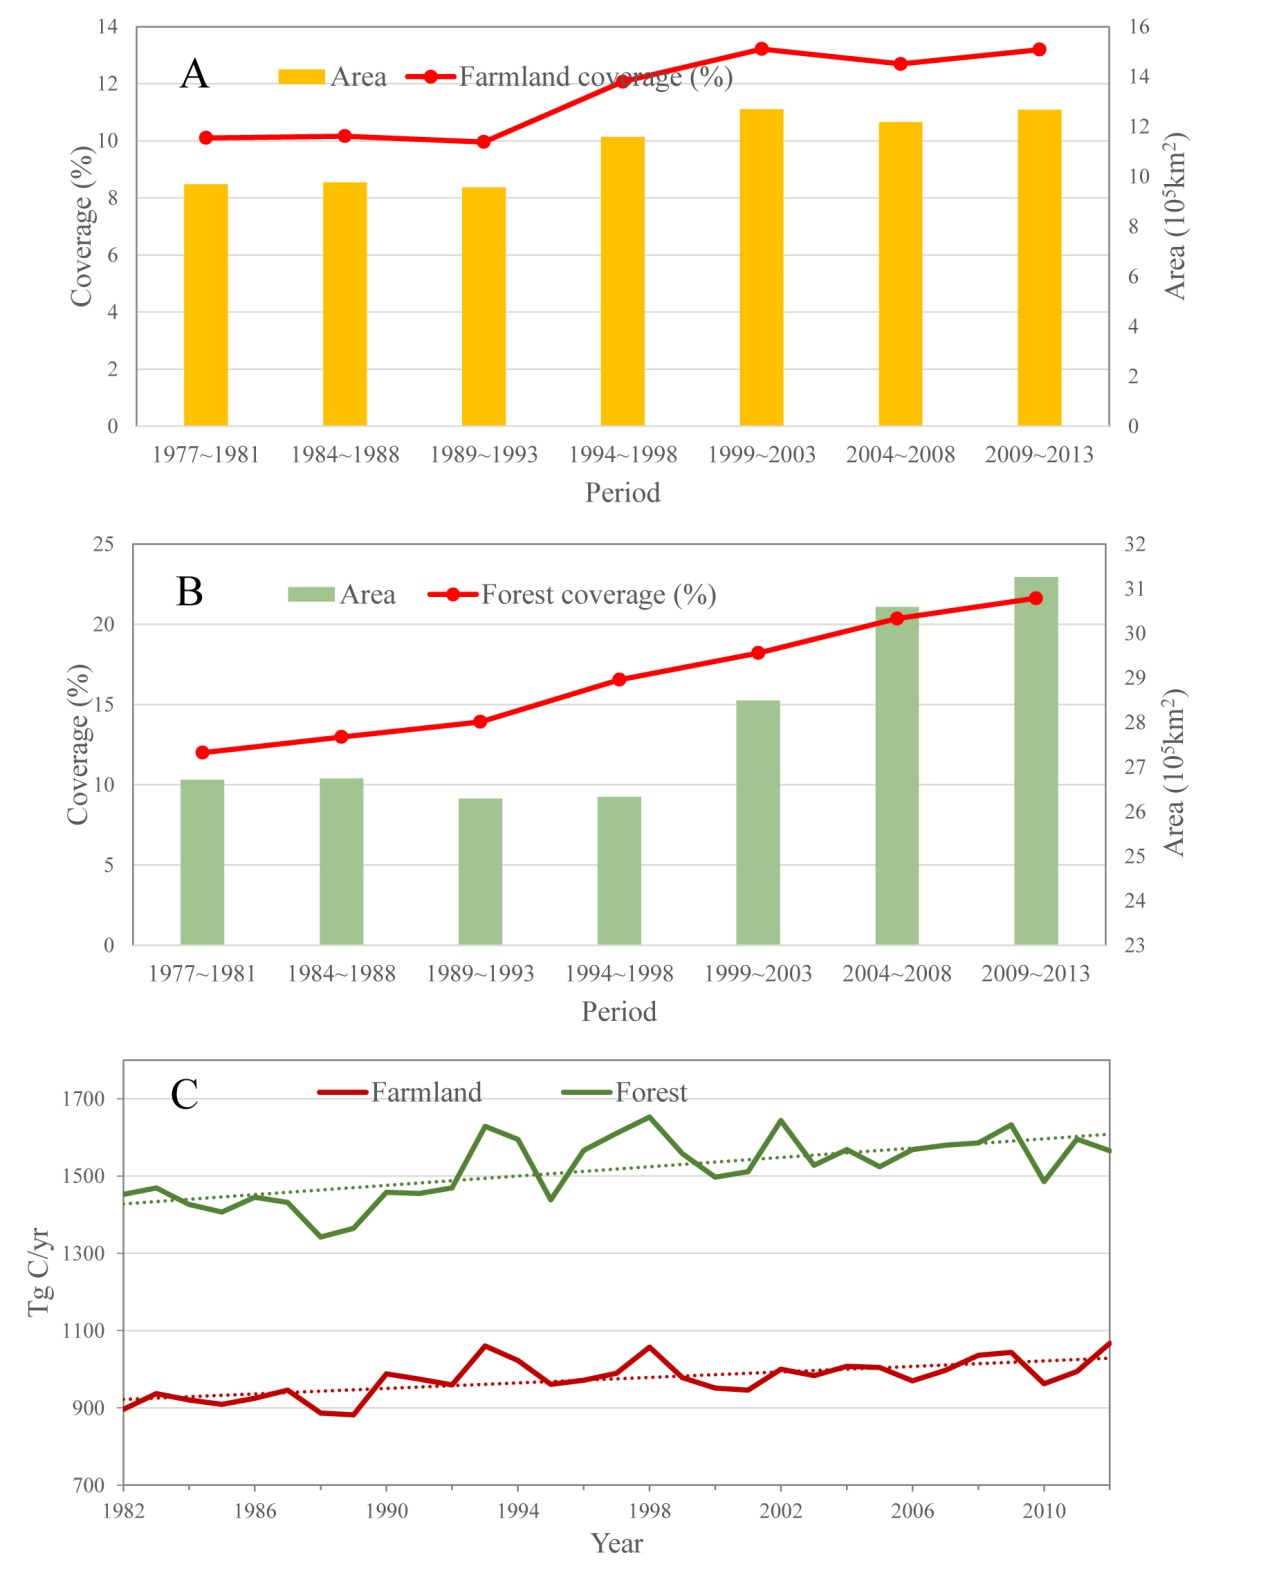 A
Area
Farmland coverage (%)
14
12
10
8
6
4
2
0
Coverage (%)
16
14
12
10
8
6
4
2
0
Area (10⁵km²)
1977~1981 1984~1988 1989~1993 1994~1998 1999~2003 2004~2008 2009~2013
Period
B
Area
Forest coverage (%)
25
20
15
10
5
0
Coverage (%)
32
31
30
29
28
27
26
25
24
23
Area (10⁵km²)
1977~1981 1984~1988 1989~1993 1994~1998 1999~2003 2004~2008 2009~2013
Period
C
Farmland
Forest
1700
1500
1300
1100
900
700
Tg C/yr
1982 1986 1990 1994 1998 2002 2006 2010
Year